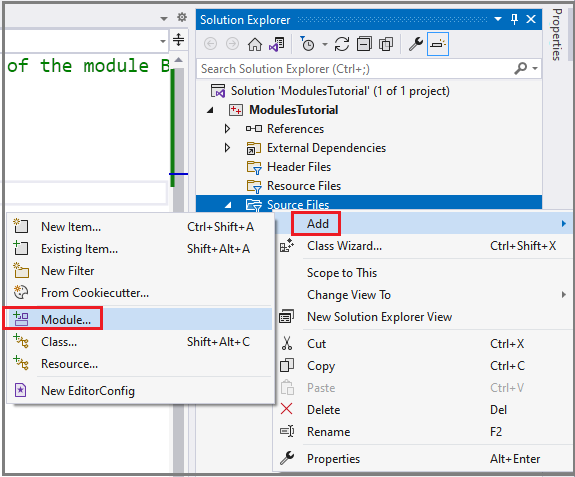 Solution Explorer
Properties
Search Solution Explorer (Ctrl+;)
of the module B
Solution 'ModulesTutorial' (1 of 1 project)
ModulesTutorial
References
External Dependencies
Header Files
Resource Files
Source Files
New Item... Ctrl+Shift+A
Existing Item... Shift+Alt+A
New Filter
From Cookiecutter...
Module...
Class... Shift+Alt+C
Resource...
New EditorConfig
Add
Class Wizard... Ctrl+Shift+X
Scope to This
Change View To
New Solution Explorer View
Cut Ctrl+X
Copy Ctrl+C
Paste Ctrl+V
Delete Del
Rename F2
Properties Alt+Enter